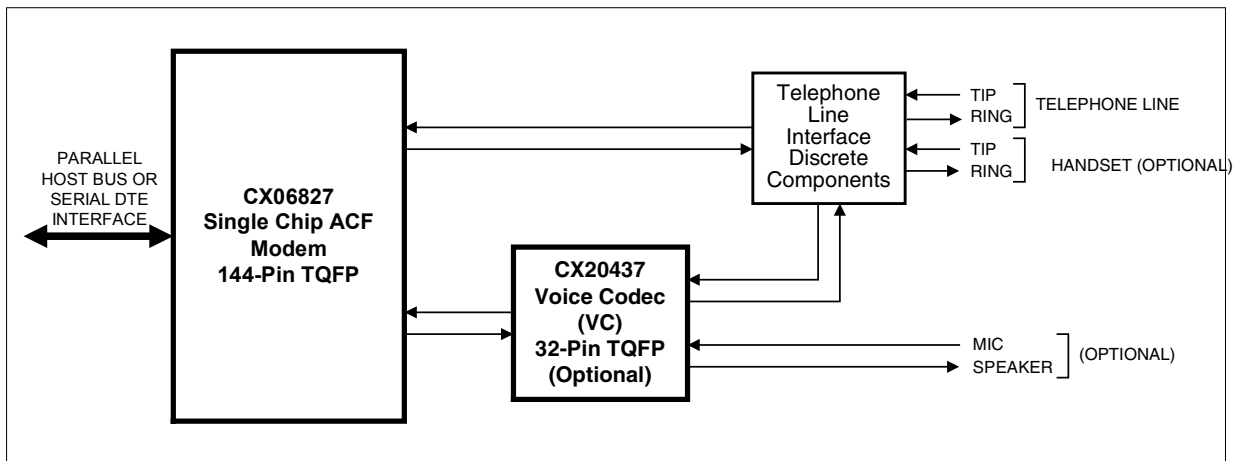 PARALLEL
HOST BUS OR
SERIAL DTE
INTERFACE
CX06827
Single Chip ACF
Modem
144-Pin TQFP
Telephone
Line
Interface
Discrete
Components
TIP
RING
TELEPHONE LINE
TIP
RING
HANDSET (OPTIONAL)
CX20437
Voice Codec
(VC)
32-Pin TQFP
(Optional)
MIC
SPEAKER
(OPTIONAL)